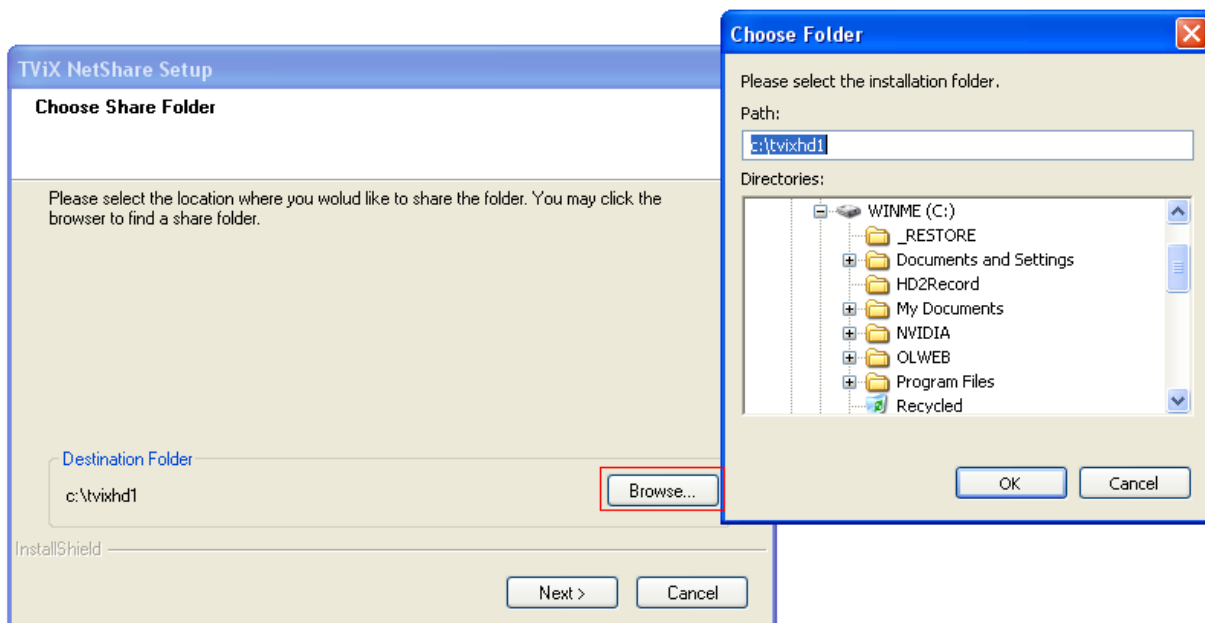 TViX NetShare Setup
Choose Share Folder
Please select the location where you wolud like to share the folder. You may click the
browser to find a share folder.
Destination Folder
c:\tvixhd1
Browse...
InstallShield
Next >
Cancel
Choose Folder
Please select the installation folder.
Path:
c:\tvixhd1
Directories:
WINME (C:)
_RESTORE
Documents and Settings
HD2Record
My Documents
NVIDIA
OLWEB
Program Files
Recycled
OK
Cancel